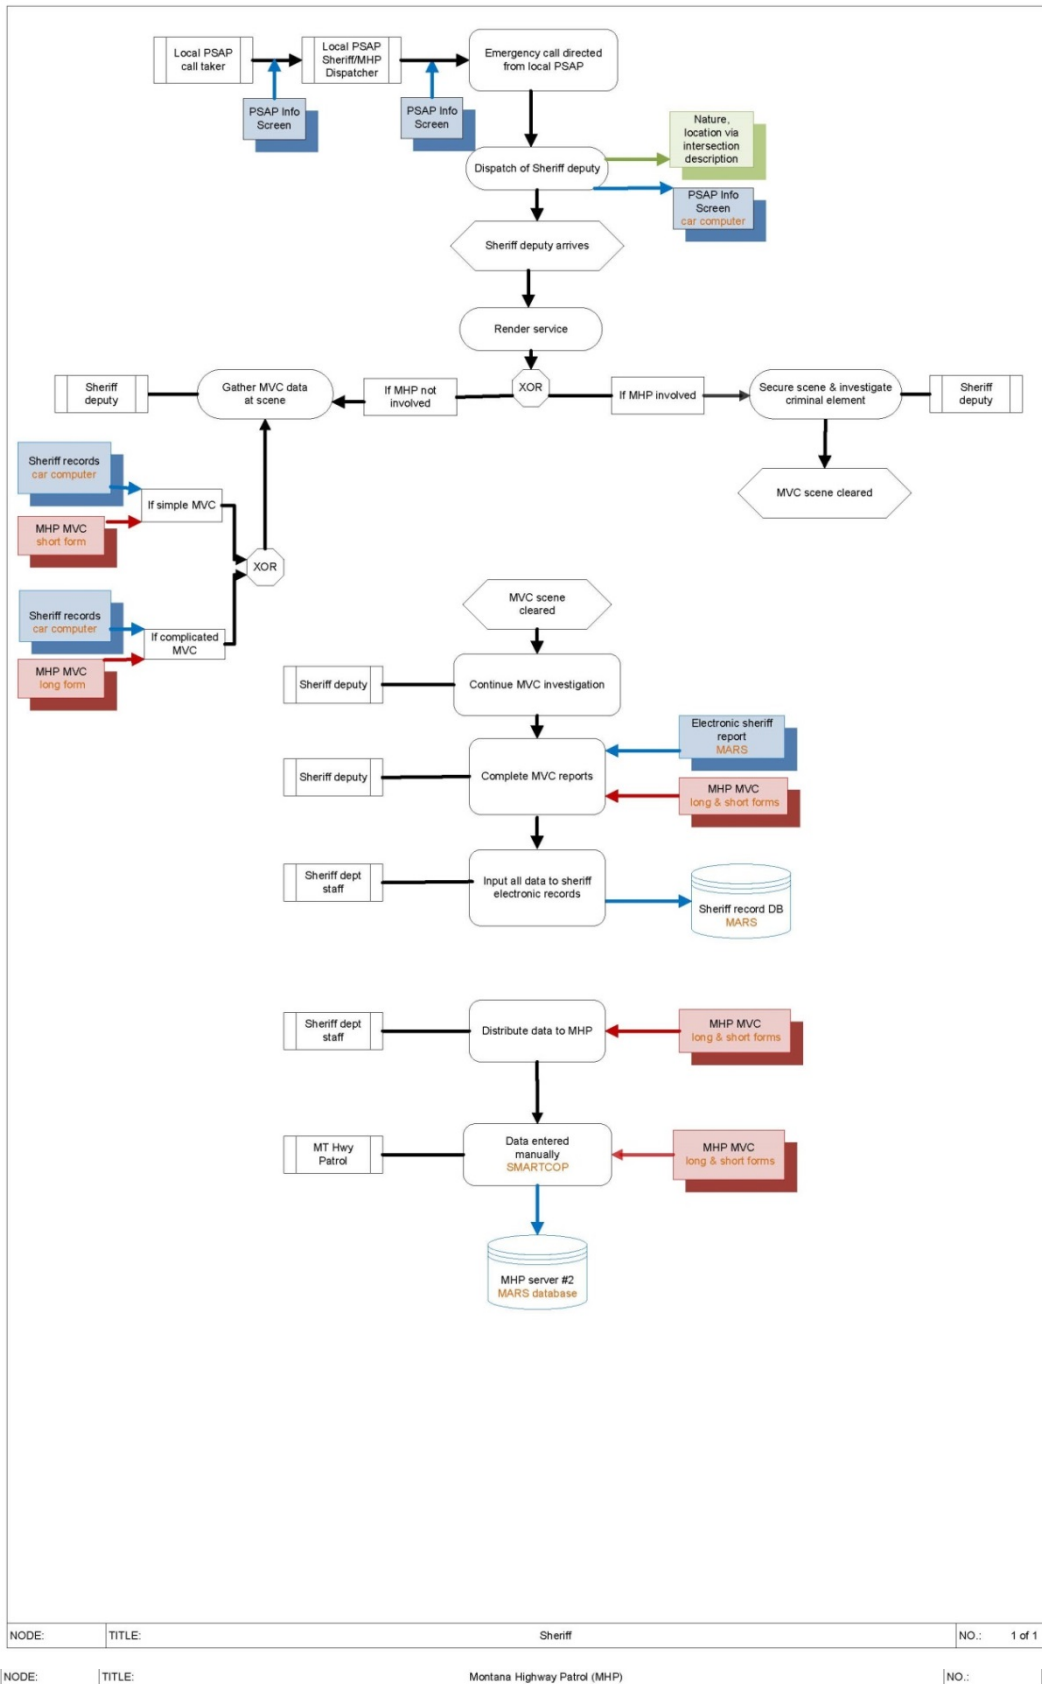 Local PSAP
call taker
Local PSAP
Sheriff/MHP
Dispatcher
Emergency call directed
from local PSAP
PSAP Info
Screen
PSAP Info
Screen
Nature,
location via
intersection
description
Dispatch of Sheriff deputy
PSAP Info
Screen
car computer
Sheriff deputy arrives
Render service
XOR
Sheriff
deputy
Gather MVC data
at scene
If MHP not
involved
If MHP involved
Secure scene & investigate
criminal element
Sheriff
deputy
Sheriff records
car computer
If simple MVC
MHP MVC
short form
MVC scene cleared
XOR
Sheriff records
car computer
If complicated
MVC
MHP MVC
long form
MVC scene
cleared
Sheriff deputy
Continue MVC investigation
Electronic sheriff
report
MARS
Sheriff deputy
Complete MVC reports
MHP MVC
long & short forms
Sheriff dept
staff
Input all data to sheriff
electronic records
Sheriff record DB
MARS
Sheriff dept
staff
Distribute data to MHP
MHP MVC
long & short forms
MT Hwy
Patrol
Data entered
manually
SMARTCOP
MHP MVC
long & short forms
MHP server #2
MARS database
NODE: TITLE: Sheriff NO.: 1 of 1
NODE: TITLE: Montana Highway Patrol (MHP) NO.: